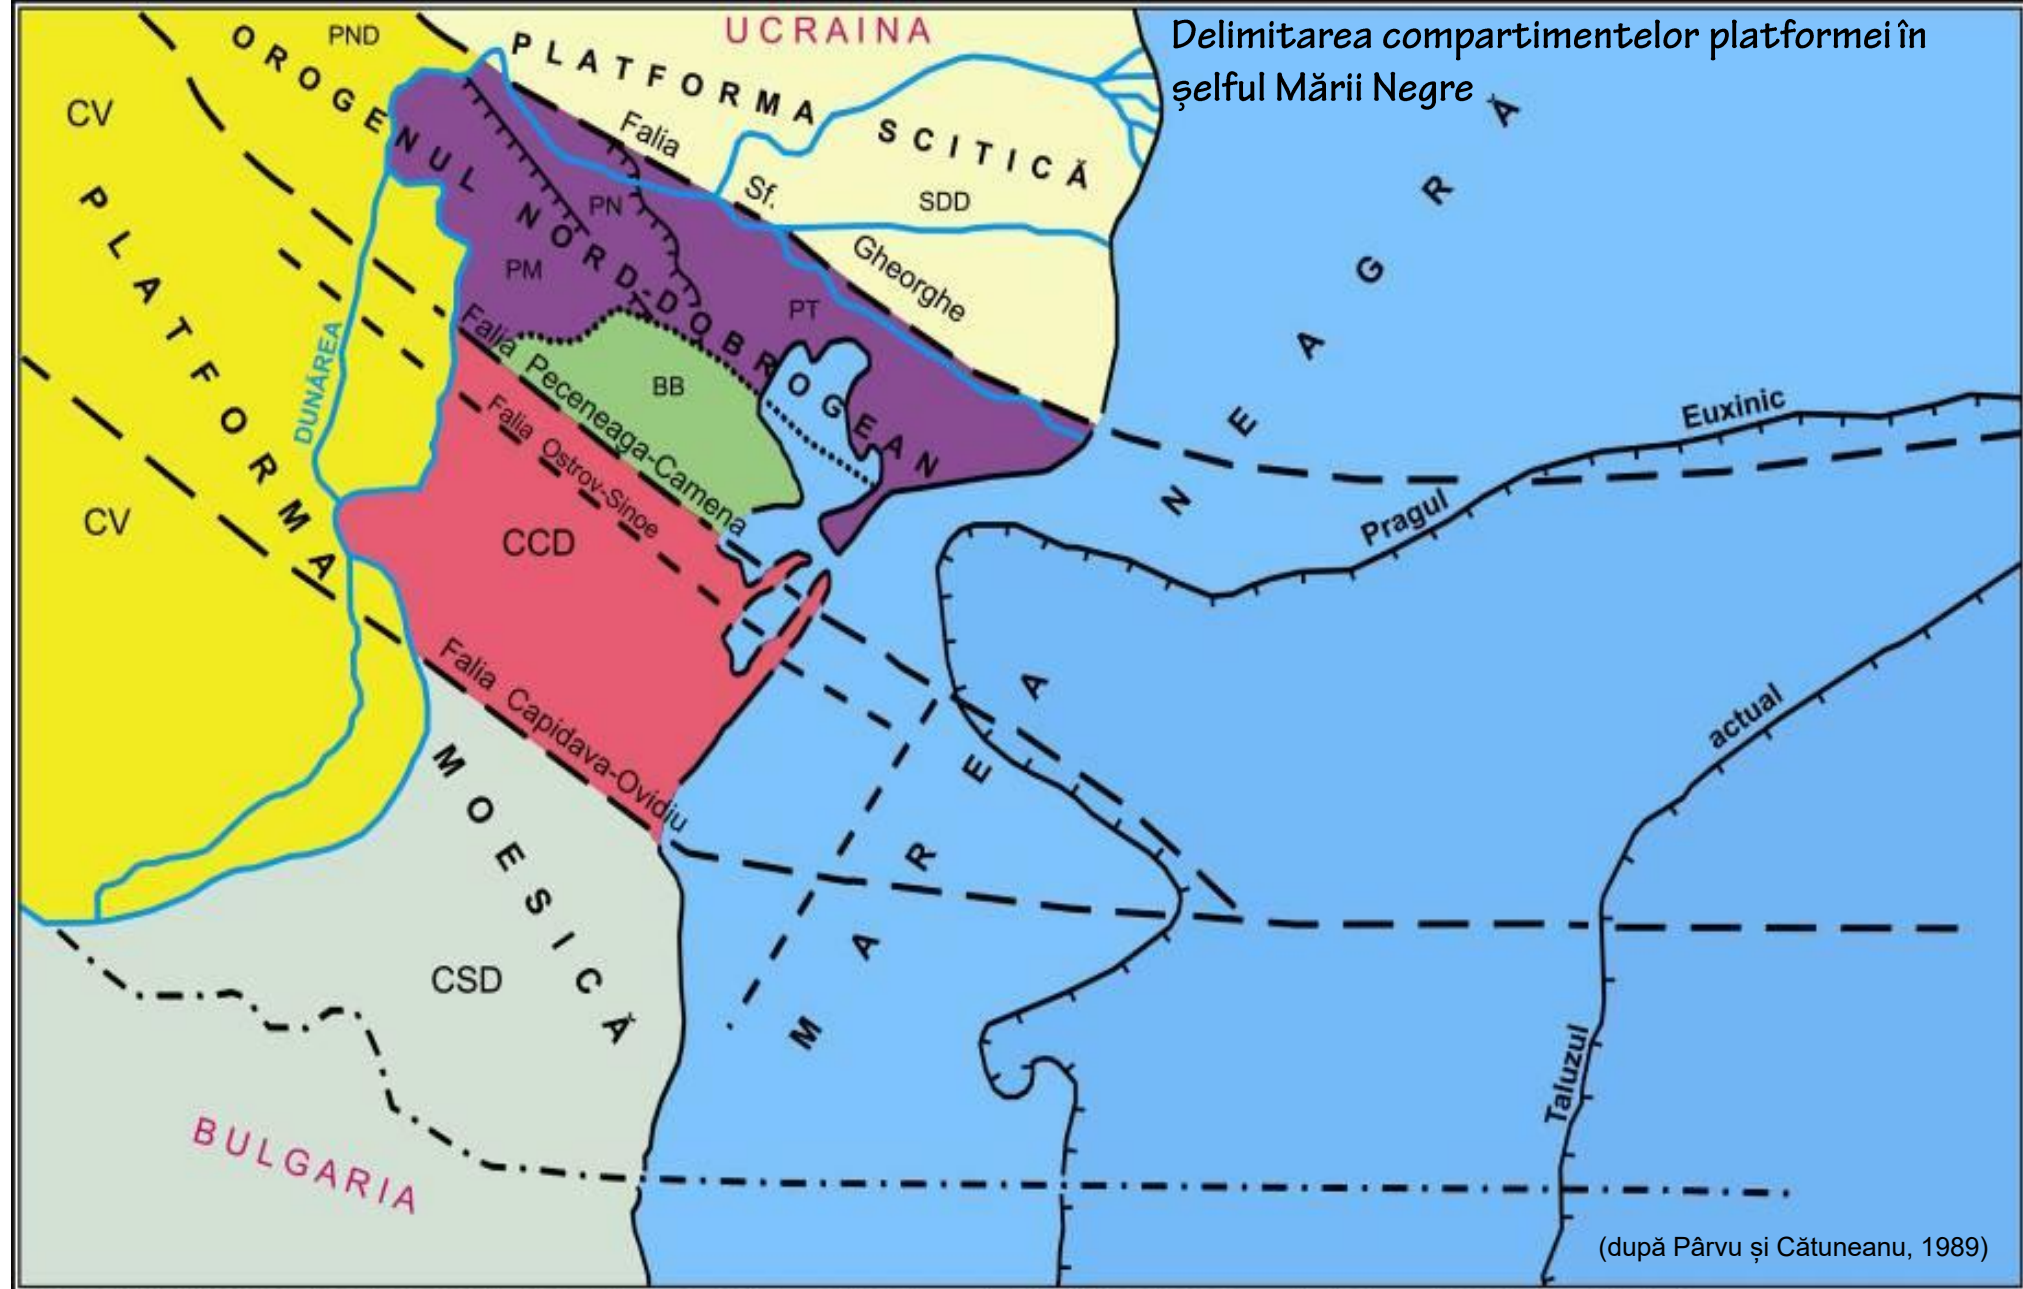 Delimitarea compartimentelor platformei în
șelful Mării Negre
UCRAINA
PND
OROGENUL NORD-DOBROGEAN
PLATFORMA SCITICĂ
CV
Falia Sf. Gheorghe
SDD
PN
PM
PT
PLATFORMA MOESICĂ
DUNĂREA
BB
Falia Peceneaga-Camena
Falia Ostrov-Sinoe
CCD
CV
Falia Capidava-Ovidiu
MAREA NEAGRĂ
Pragul Euxinic
Taluzul actual
CSD
BULGARIA
(după Pârvu și Cătuneanu, 1989)